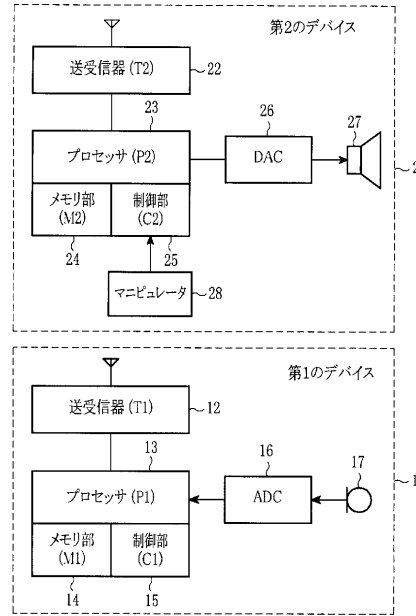 第2のデバイス
送受信器(T2)
22
23
26
27
プロセッサ(P2)
DAC
2
メモリ部
(M2)
制御部
(C2)
24
25
マニピュレータ
28
第1のデバイス
送受信器(T1)
12
13
16
17
プロセッサ(P1)
ADC
1
メモリ部
(M1)
制御部
(C1)
14
15